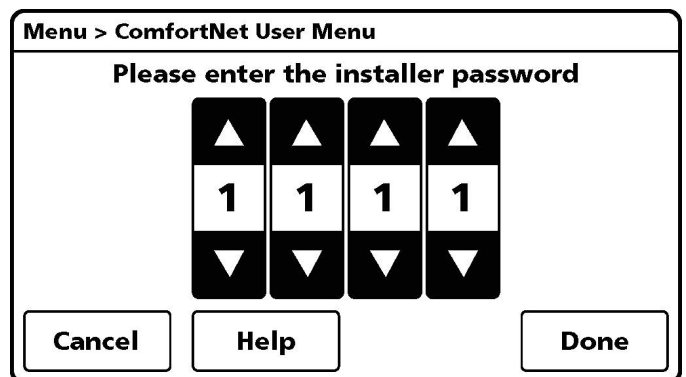 Menu > ComfortNet User Menu
Please enter the installer password
1 1 1 1
Cancel Help Done